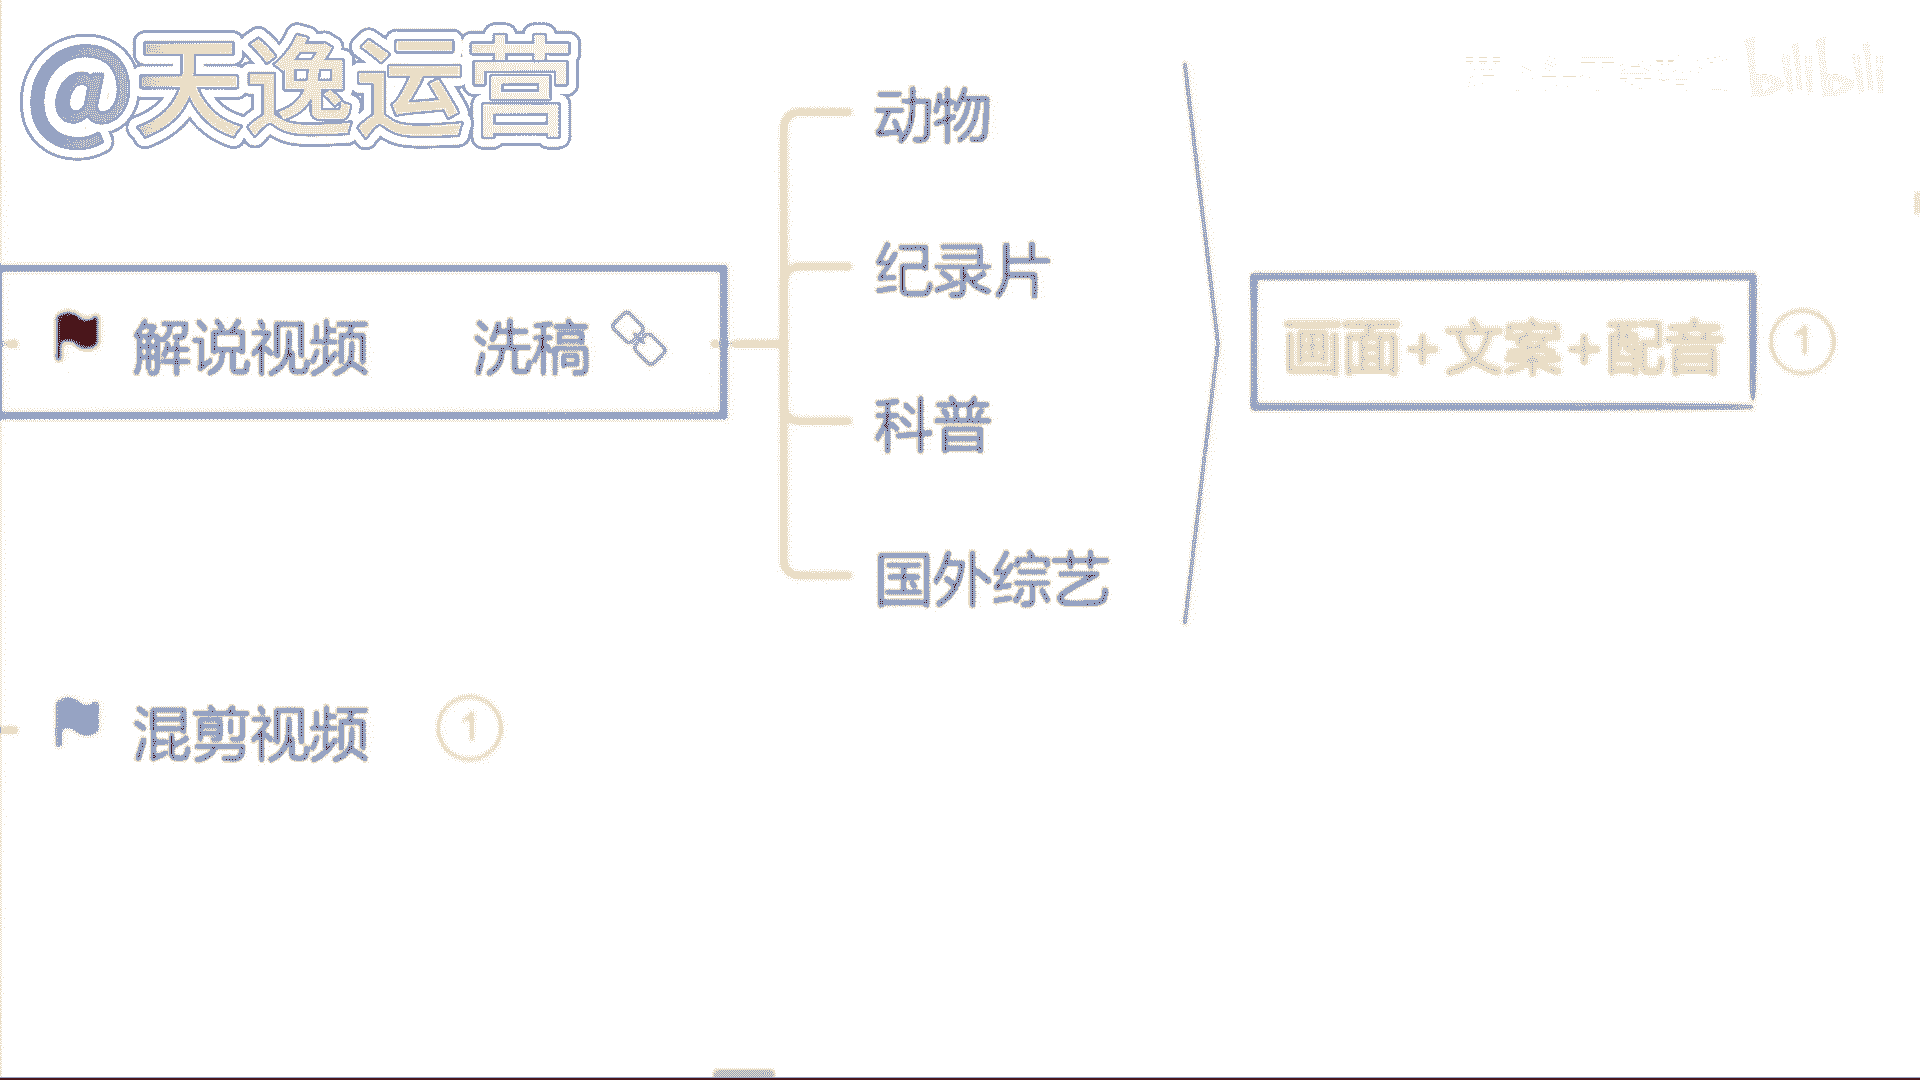 @天逸运营
bilibili
动物
纪录片
解说视频 洗稿
画面+文案+配音 1
科普
国外综艺
混剪视频 1